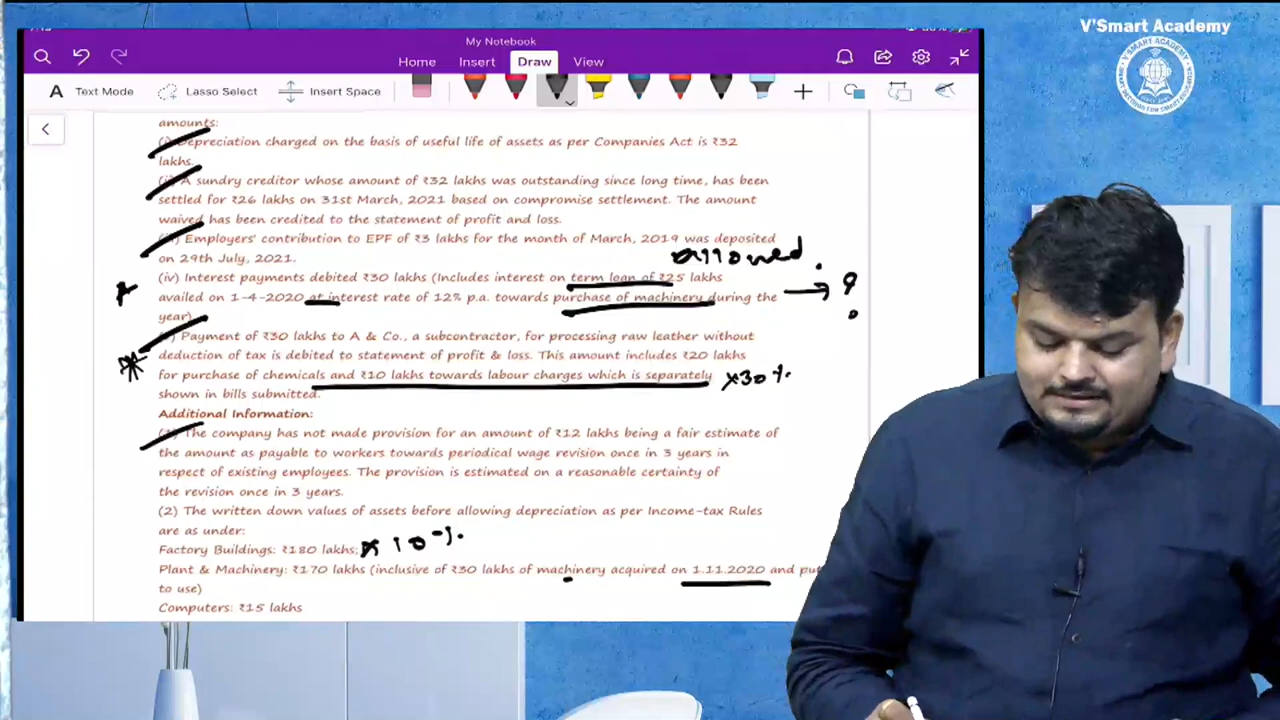 V'Smart Academy
My Notebook
Home Insert Draw View
Text Mode Lasso Select Insert Space
amounts:
(i) Depreciation charged on the basis of useful life of assets as per Companies Act is ₹32
lakhs.
A sundry creditor whose amount of ₹32 lakhs was outstanding since long time, has been
settled for ₹26 lakhs on 31st March, 2021 based on compromise settlement. The amount
waived has been credited to the statement of profit and loss.
Employers' contribution to EPF of ₹3 lakhs for the month of March, 2019 was deposited
on 29th July, 2021.
allowed.
(iv) Interest payments debited ₹30 lakhs (Includes interest on term loan of ₹25 lakhs
availed on 1-4-2020 at interest rate of 12% p.a. towards purchase of machinery during the
year)
→ ?
Payment of ₹30 lakhs to A & Co., a subcontractor, for processing raw leather without
deduction of tax is debited to statement of profit & loss. This amount includes ₹20 lakhs
for purchase of chemicals and ₹10 lakhs towards labour charges which is separately
x30%
shown in bills submitted.
Additional Information:
The company has not made provision for an amount of ₹12 lakhs being a fair estimate of
the amount as payable to workers towards periodical wage revision once in 3 years in
respect of existing employees. The provision is estimated on a reasonable certainty of
the revision once in 3 years.
(2) The written down values of assets before allowing depreciation as per Income-tax Rules
are as under:
Factory Buildings: ₹180 lakhs; x 10%.
Plant & Machinery: ₹170 lakhs (inclusive of ₹30 lakhs of machinery acquired on 1.11.2020 and put
to use)
Computers: ₹15 lakhs